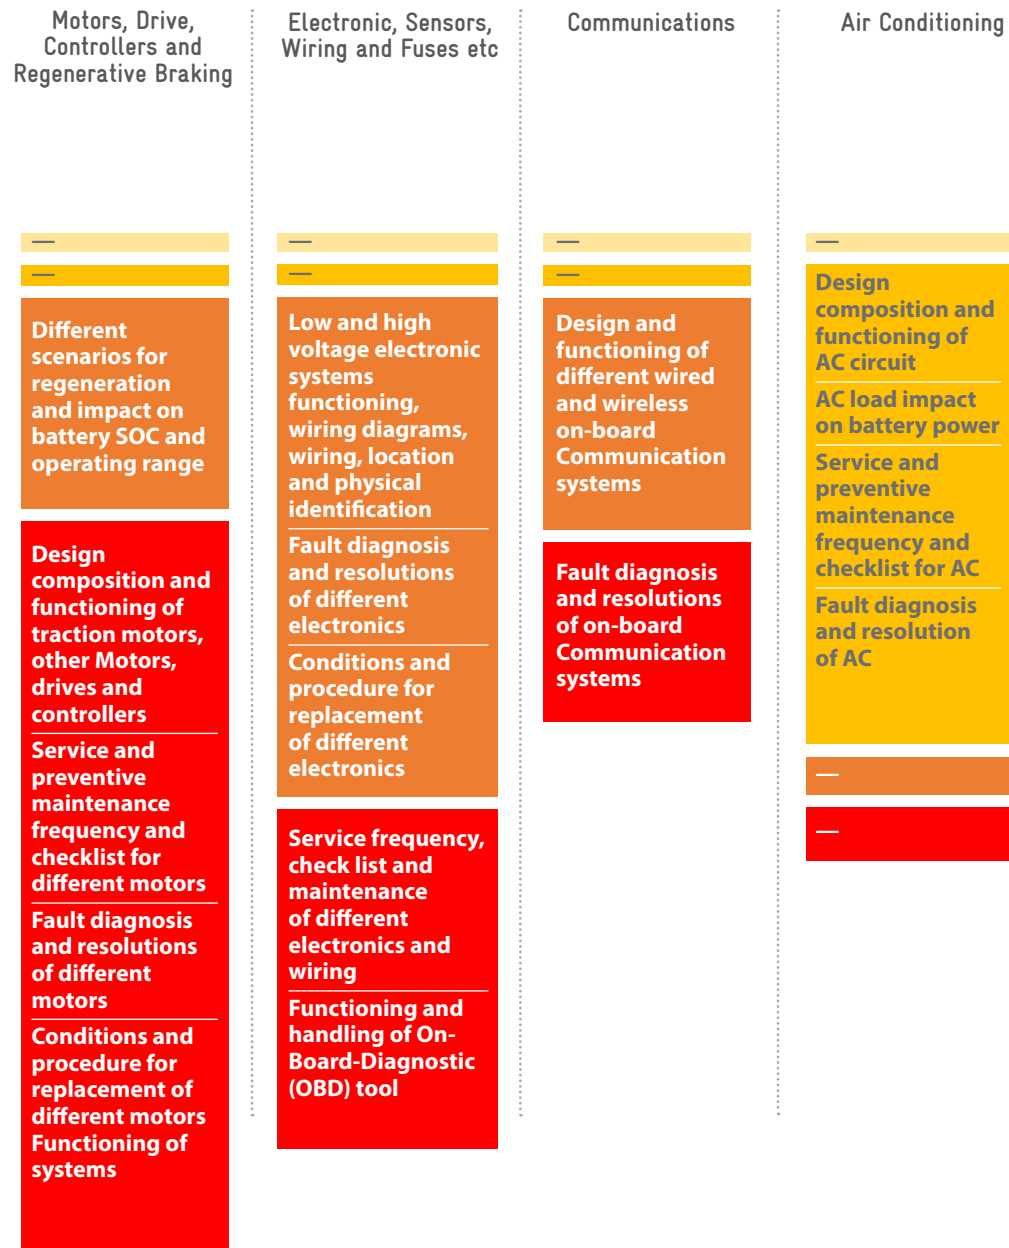 Motors, Drive,
Controllers and
Regenerative Braking
—
—
Different
scenarios for
regeneration
and impact on
battery SOC and
operating range
Design
composition and
functioning of
traction motors,
other Motors,
drives and
controllers
Service and
preventive
maintenance
frequency and
checklist for
different motors
Fault diagnosis
and resolutions
of different
motors
Conditions and
procedure for
replacement of
different motors
Functioning of
systems
Electronic, Sensors,
Wiring and Fuses etc
—
—
Low and high
voltage electronic
systems
functioning,
wiring diagrams,
wiring, location
and physical
identification
Fault diagnosis
and resolutions
of different
electronics
Conditions and
procedure for
replacement
of different
electronics
Service frequency,
check list and
maintenance
of different
electronics and
wiring
Functioning and
handling of On-
Board-Diagnostic
(OBD) tool
Communications
—
—
Design and
functioning of
different wired
and wireless
on-board
Communication
systems
Fault diagnosis
and resolutions
of on-board
Communication
systems
Air Conditioning
—
Design
composition and
functioning of
AC circuit
AC load impact
on battery power
Service and
preventive
maintenance
frequency and
checklist for AC
Fault diagnosis
and resolution
of AC
—
—